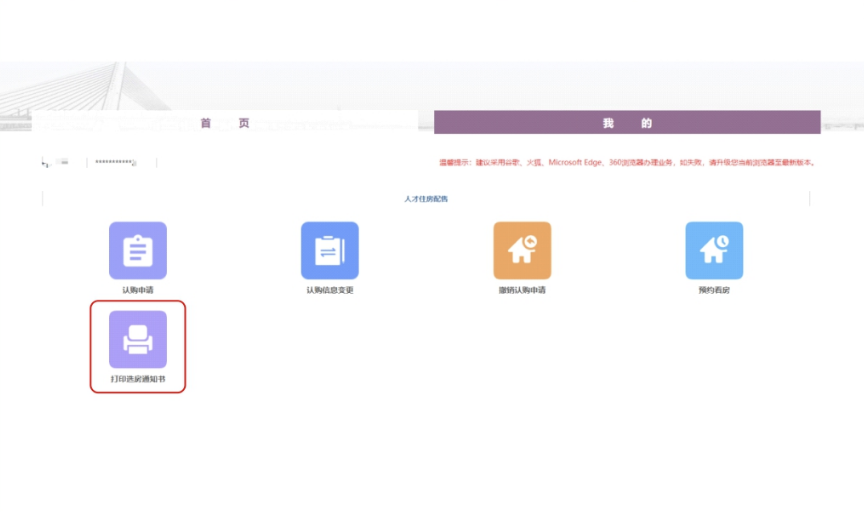 首 页
我 的
温馨提示：建议采用谷歌、火狐、Microsoft Edge、360浏览器办理业务，如失败，请升级您当前浏览器至最新版本。
人才住房配售
认购申请
认购信息变更
撤销认购申请
预约看房
打印选房通知书